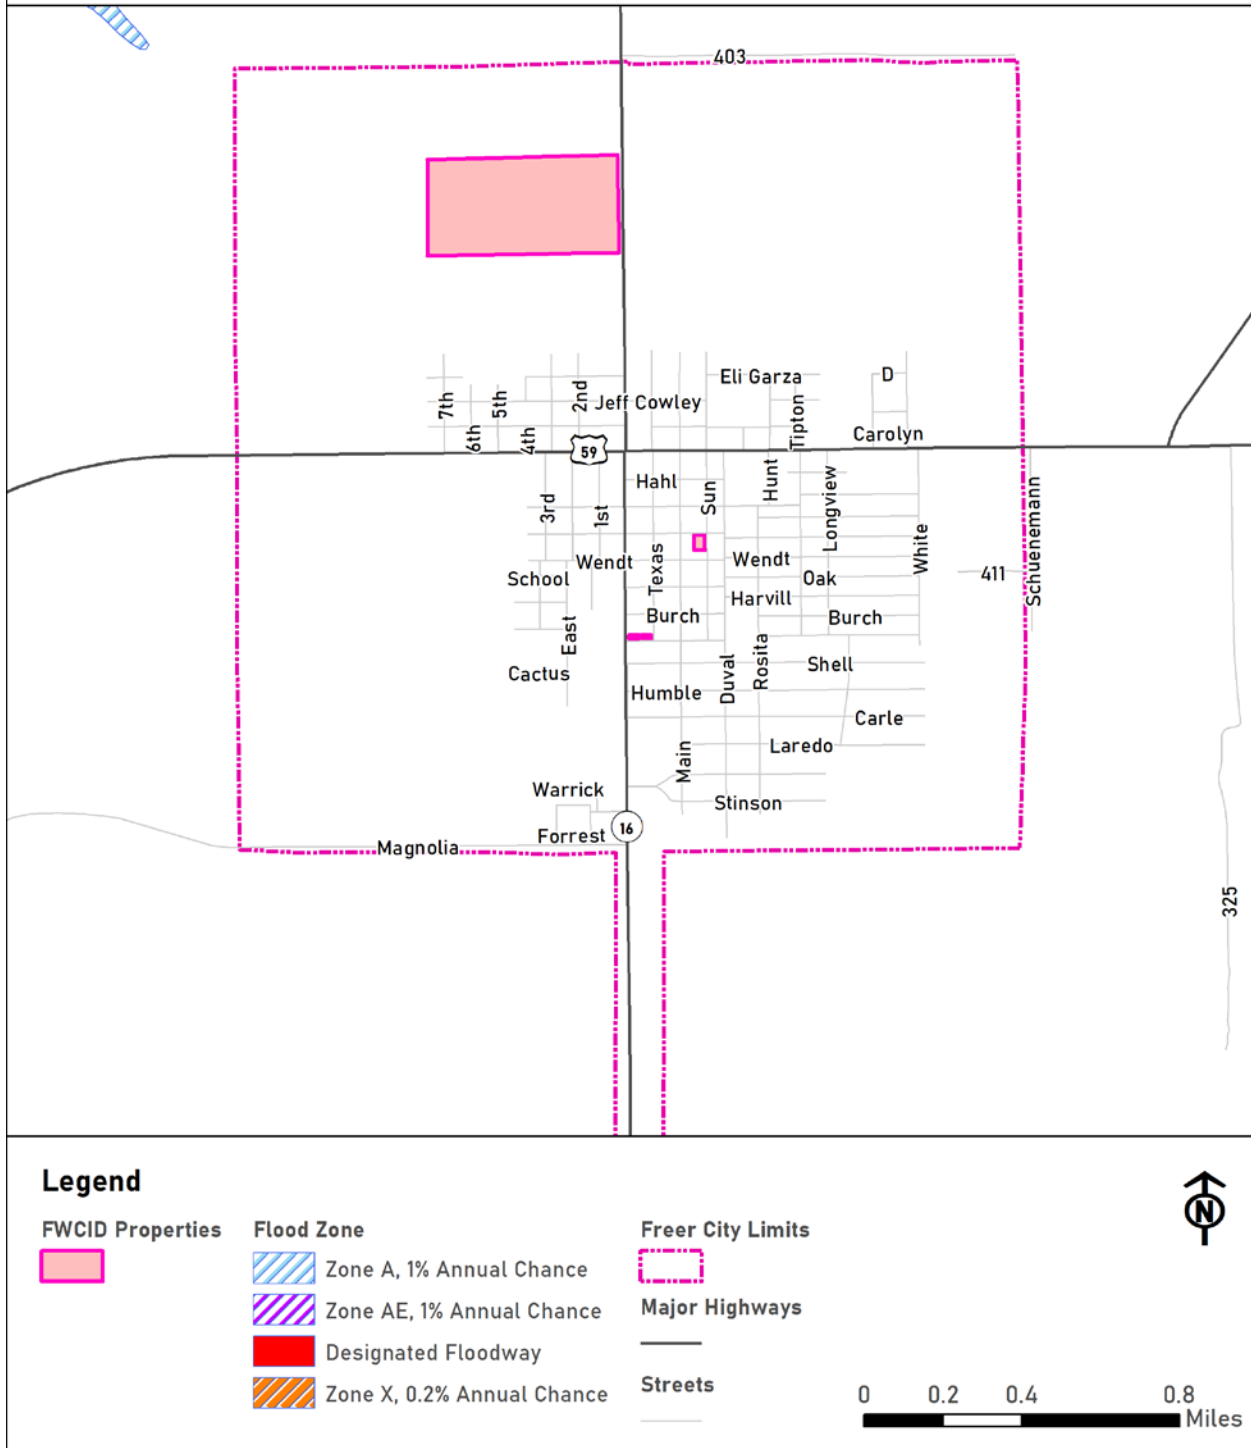 403
Eli Garza
D
7th
5th
2nd
Jeff Cowley
Tipton
6th
4th
Carolyn
59
Hahl
Hunt
Sun
Longview
3rd
1st
White
Schuenemann
Wendt
Texas
Wendt
School
Oak
411
Harvill
Burch
Burch
East
Rosita
Duval
Shell
Cactus
Humble
Carle
Main
Laredo
Warrick
Stinson
16
Forrest
Magnolia
325
Legend
FWCID Properties
Flood Zone
Zone A, 1% Annual Chance
Zone AE, 1% Annual Chance
Designated Floodway
Zone X, 0.2% Annual Chance
Freer City Limits
Major Highways
Streets
N
0 0.2 0.4 0.8
Miles